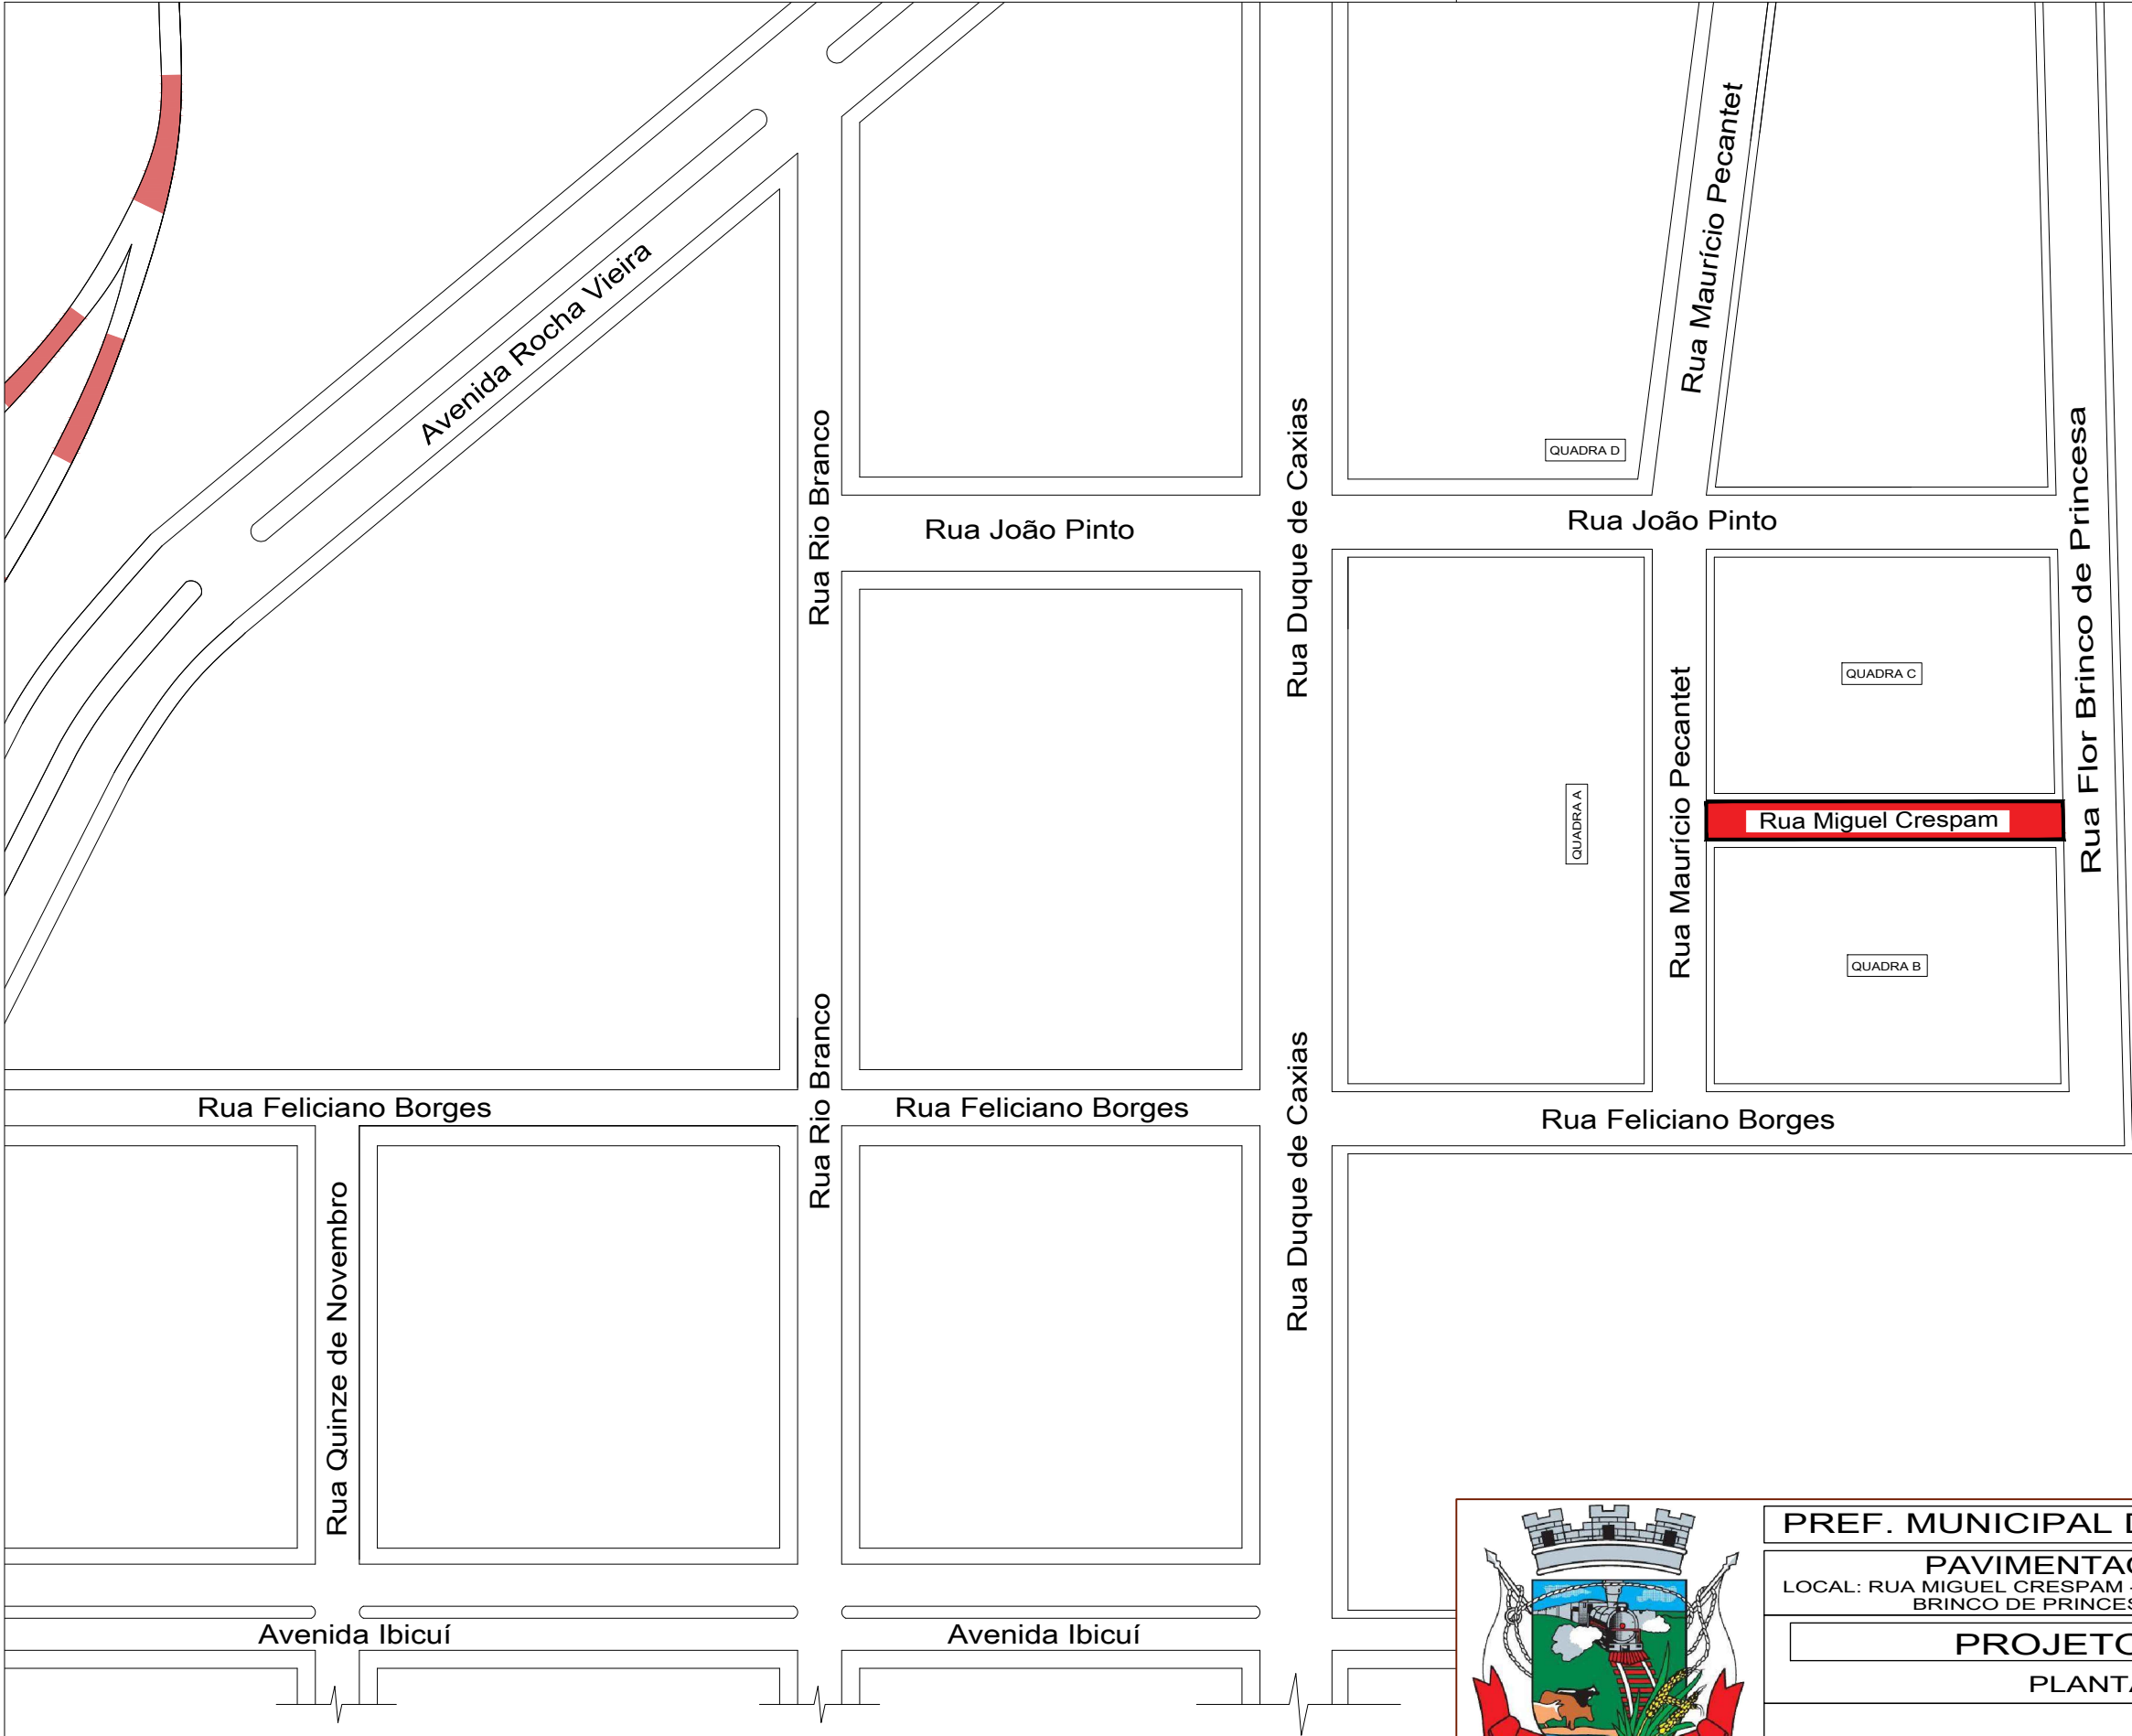 Rua Maurício Pecantet
Avenida Rocha Vieira
Rua Rio Branco
Rua Duque de Caxias
QUADRA D
Rua Flor Brinco de Princesa
Rua João Pinto
Rua João Pinto
QUADRA C
Rua Maurício Pecantet
QUADRA A
Rua Miguel Crespam
QUADRA B
Rua Rio Branco
Rua Duque de Caxias
Rua Feliciano Borges
Rua Feliciano Borges
Rua Feliciano Borges
Rua Quinze de Novembro
Avenida Ibicuí
Avenida Ibicuí
PREF. MUNICIPAL
PAVIMENTAÇ
LOCAL: RUA MIGUEL CRESPAM -
BRINCO DE PRINCES
PROJETO
PLANTA